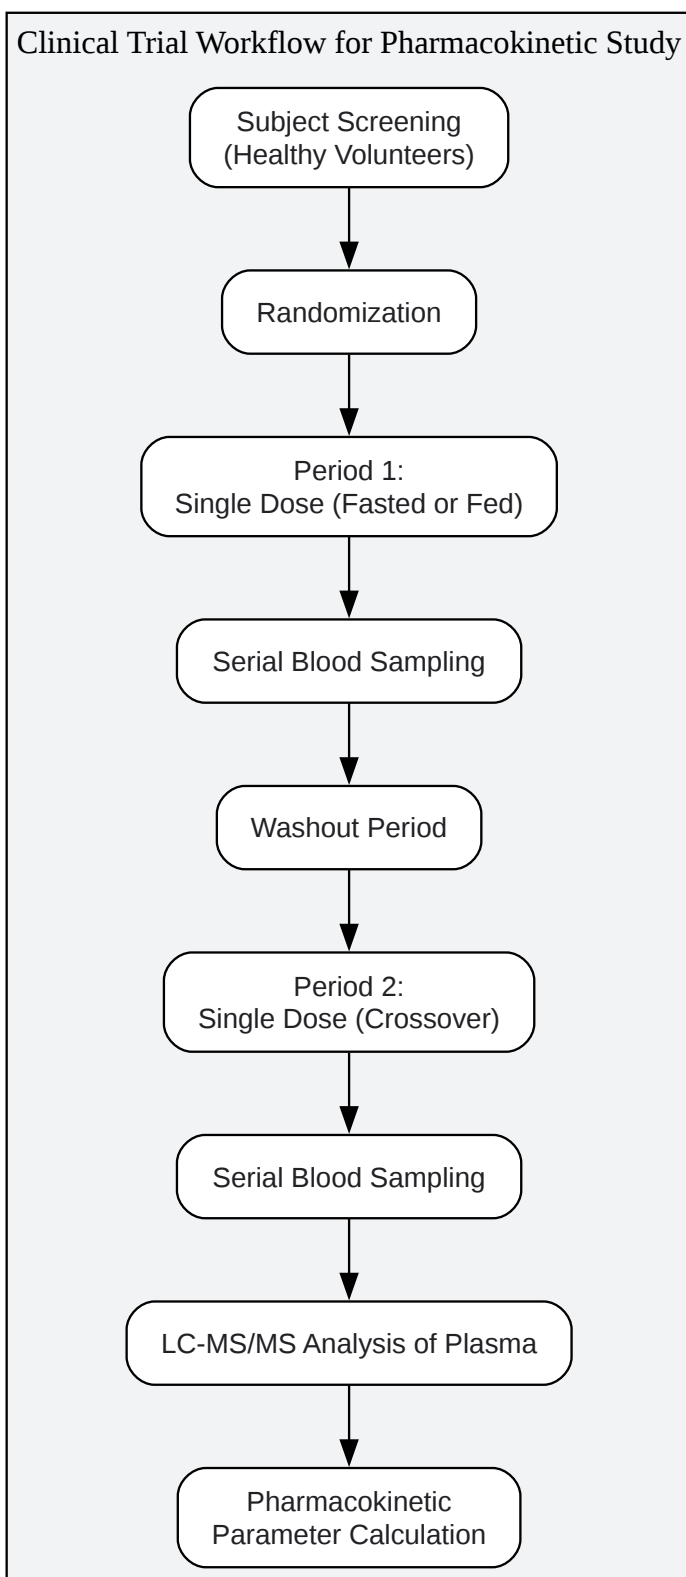 Clinical Trial Workflow for Pharmacokinetic Study
Subject Screening
(Healthy Volunteers)
Randomization
Period 1:
Single Dose (Fasted or Fed)
Serial Blood Sampling
Washout Period
Period 2:
Single Dose (Crossover)
Serial Blood Sampling
LC-MS/MS Analysis of Plasma
Pharmacokinetic
Parameter Calculation